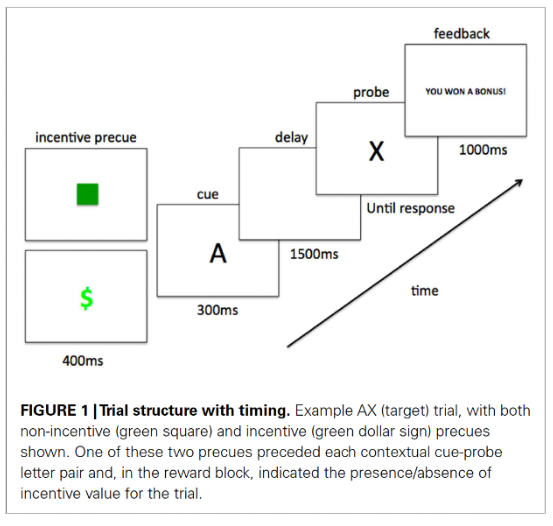 incentive precue
$
400ms
cue
A
300ms
delay
1500ms
probe
X
Until response
feedback
YOU WON A BONUS!
1000ms
time
FIGURE 1 | Trial structure with timing. Example AX (target) trial, with both
non-incentive (green square) and incentive (green dollar sign) precues
shown. One of these two precues preceded each contextual cue-probe
letter pair and, in the reward block, indicated the presence/absence of
incentive value for the trial.